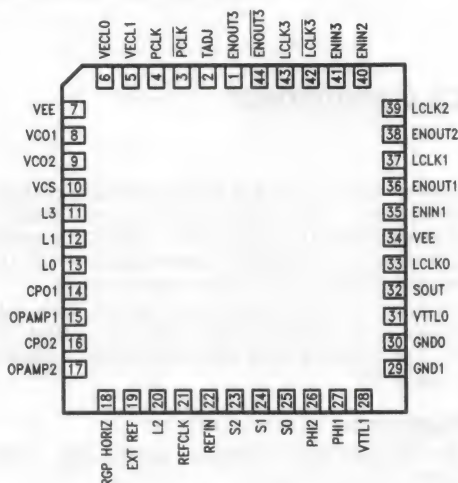 VECL0
VECL1
PCLK
P̅C̅L̅K̅
TADJ
ENOUT3
E̅N̅O̅U̅T̅3̅
LCLK3
L̅C̅L̅K̅3̅
ENIN3
ENIN2
6 5 4 3 2 1 44 43 42 41 40
VEE 7
VCO1 8
VCO2 9
VCS 10
L3 11
L1 12
L0 13
CPO1 14
OPAMP1 15
CPO2 16
OPAMP2 17
39 LCLK2
38 ENOUT2
37 LCLK1
36 ENOUT1
35 ENIN1
34 VEE
33 LCLK0
32 SOUT
31 VTTL0
30 GND0
29 GND1
18 19 20 21 22 23 24 25 26 27 28
RGP HORIZ
EXT REF
L2
REFCLK
REFIN
S2
S1
S0
PHI2
PHI1
VTTL1